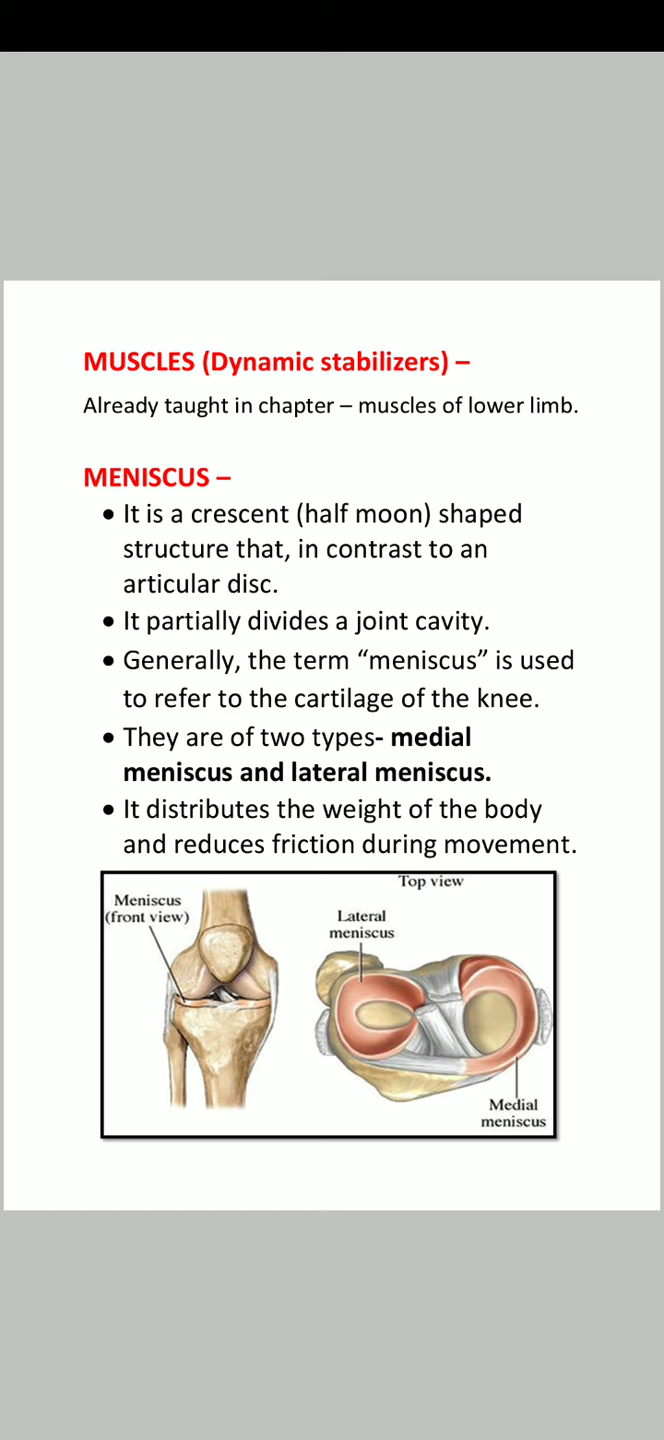 MUSCLES (Dynamic stabilizers) –
Already taught in chapter – muscles of lower limb.
MENISCUS –
• It is a crescent (half moon) shaped
structure that, in contrast to an
articular disc.
• It partially divides a joint cavity.
• Generally, the term “meniscus” is used
to refer to the cartilage of the knee.
• They are of two types- medial
meniscus and lateral meniscus.
• It distributes the weight of the body
and reduces friction during movement.
Top view
Meniscus
(front view)
Lateral
meniscus
Medial
meniscus